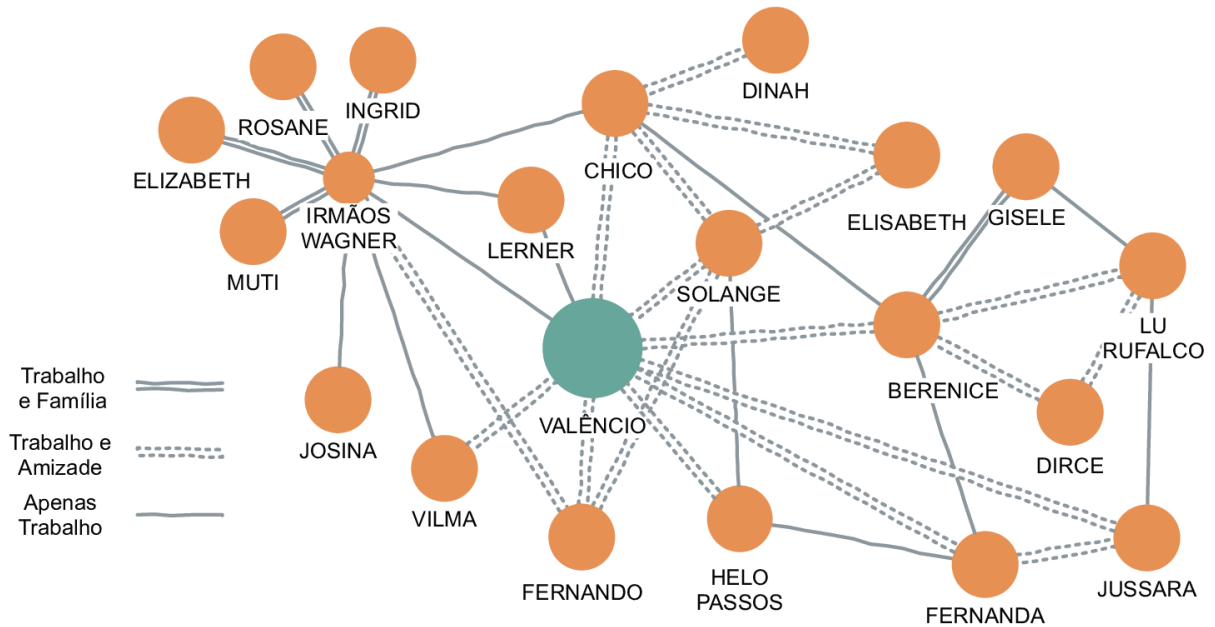 DINAH
ROSANE
INGRID
ELIZABETH
CHICO
IRMÃOS
WAGNER
LERNER
ELISABETH
GISELE
MUTI
SOLANGE
LU
RUFALCO
BERENICE
VALÊNCIO
JOSINA
DIRCE
VILMA
FERNANDO
HELO
PASSOS
FERNANDA
JUSSARA
Trabalho
e Família
Trabalho e
Amizade
Apenas
Trabalho